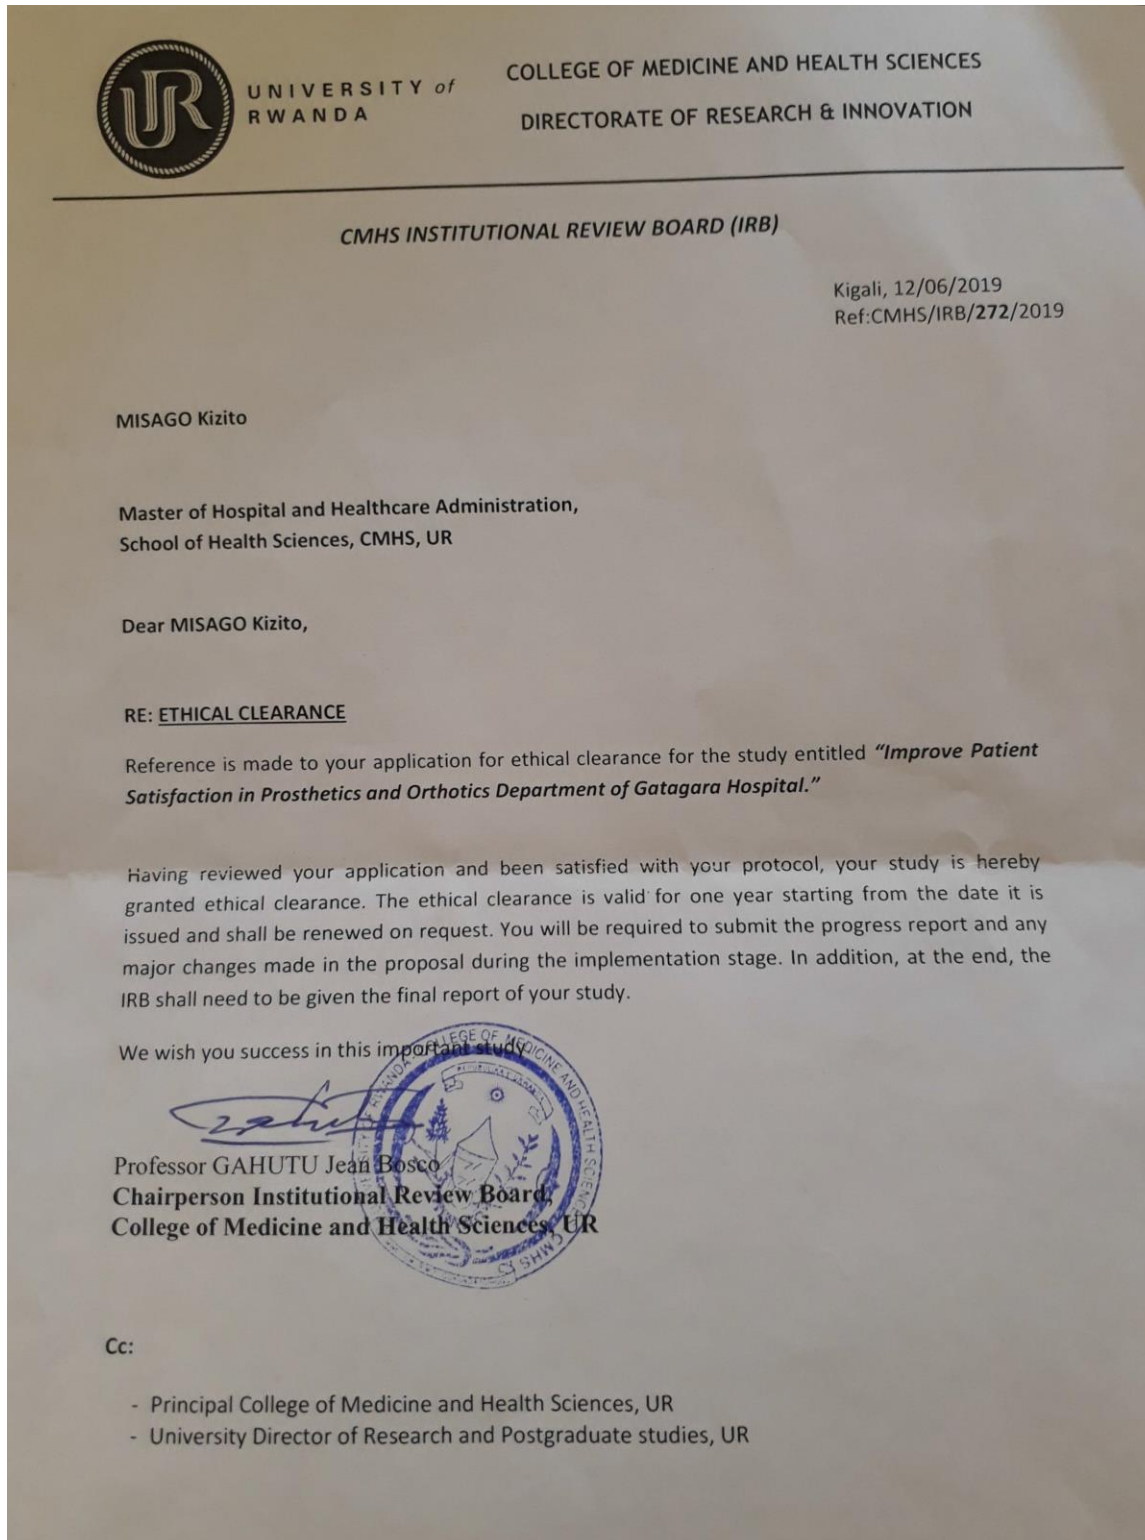 UNIVERSITY of
RWANDA
COLLEGE OF MEDICINE AND HEALTH SCIENCES
DIRECTORATE OF RESEARCH & INNOVATION
CMHS INSTITUTIONAL REVIEW BOARD (IRB)
Kigali, 12/06/2019
Ref:CMHS/IRB/272/2019
MISAGO Kizito
Master of Hospital and Healthcare Administration,
School of Health Sciences, CMHS, UR
Dear MISAGO Kizito,
RE: ETHICAL CLEARANCE
Reference is made to your application for ethical clearance for the study entitled “Improve Patient
Satisfaction in Prosthetics and Orthotics Department of Gatagara Hospital.”
Having reviewed your application and been satisfied with your protocol, your study is hereby
granted ethical clearance. The ethical clearance is valid for one year starting from the date it is
issued and shall be renewed on request. You will be required to submit the progress report and any
major changes made in the proposal during the implementation stage. In addition, at the end, the
IRB shall need to be given the final report of your study.
We wish you success in this important study
Professor GAHUTU Jean Bosco
Chairperson Institutional Review Board,
College of Medicine and Health Sciences, UR
COLLEGE OF MEDICINE AND HEALTH SCIENCES
CMHS
Cc:
- Principal College of Medicine and Health Sciences, UR
- University Director of Research and Postgraduate studies, UR